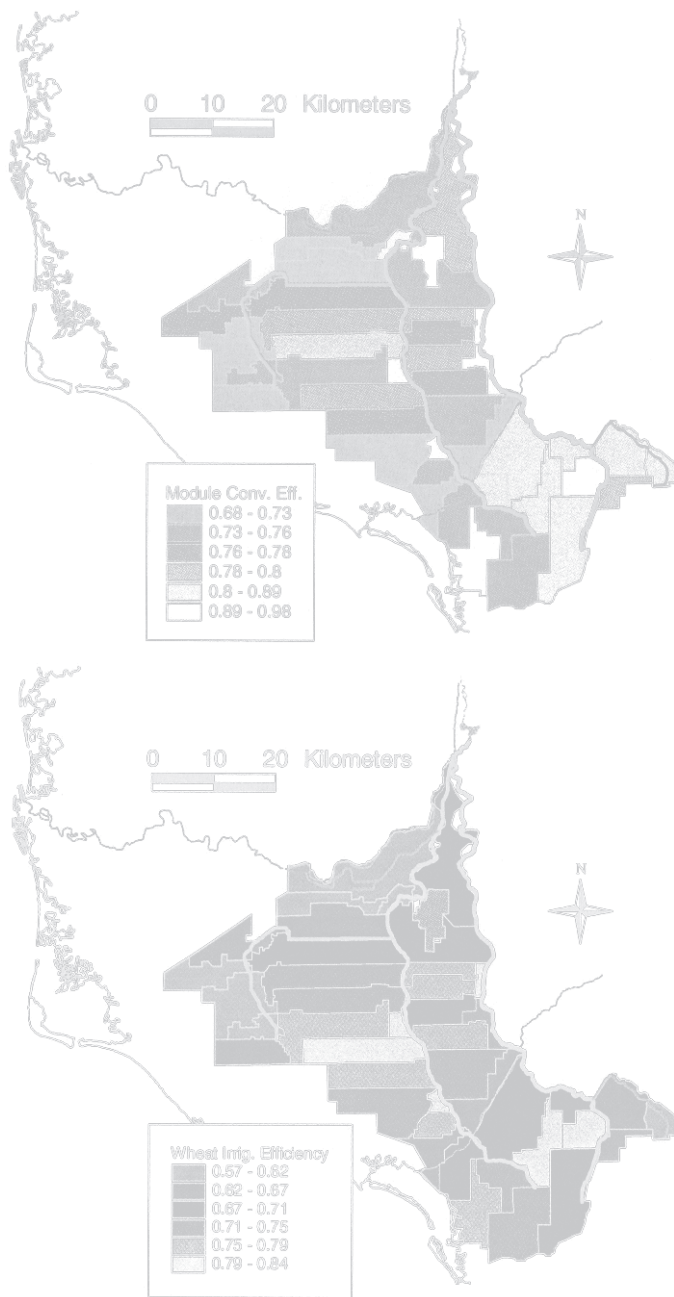 0 10 20 Kilometers
N
Module Conv. Eff.
0.68 - 0.73
0.73 - 0.76
0.76 - 0.78
0.78 - 0.8
0.8 - 0.89
0.89 - 0.98
0 10 20 Kilometers
N
Wheat Irrig. Efficiency
0.57 - 0.62
0.62 - 0.67
0.67 - 0.71
0.71 - 0.75
0.75 - 0.79
0.79 - 0.84